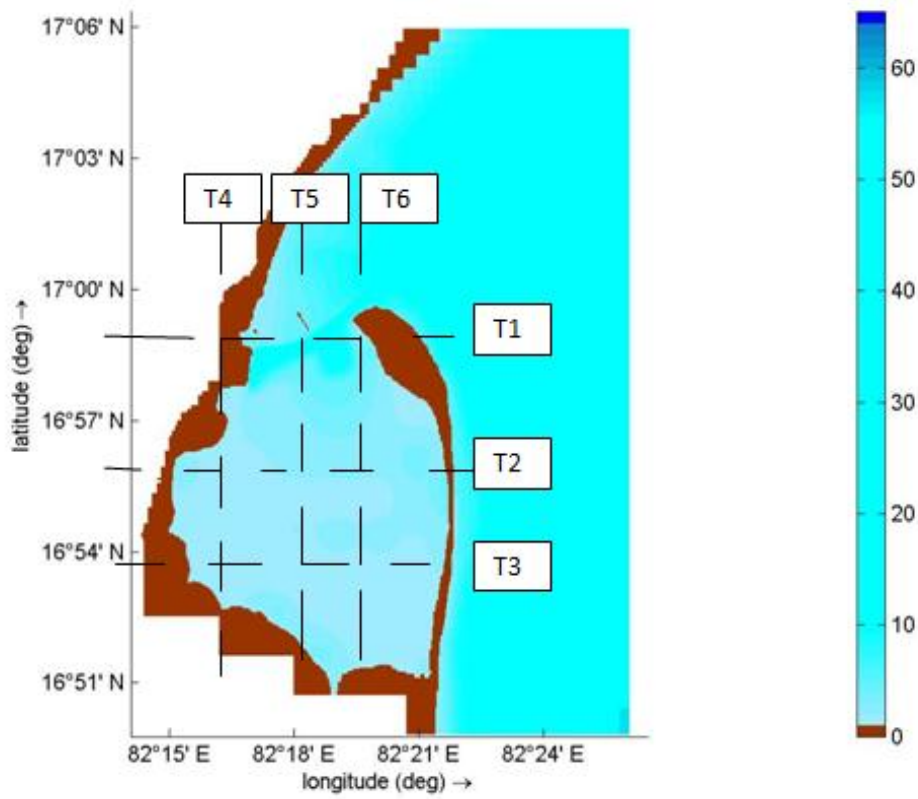 17°06' N
60
17°03' N
T4 T5 T6
50
17°00' N
40
T1
latitude (deg) →
16°57' N
30
T2
20
16°54' N
T3
10
16°51' N
0
82°15' E 82°18' E 82°21' E 82°24' E
longitude (deg) →